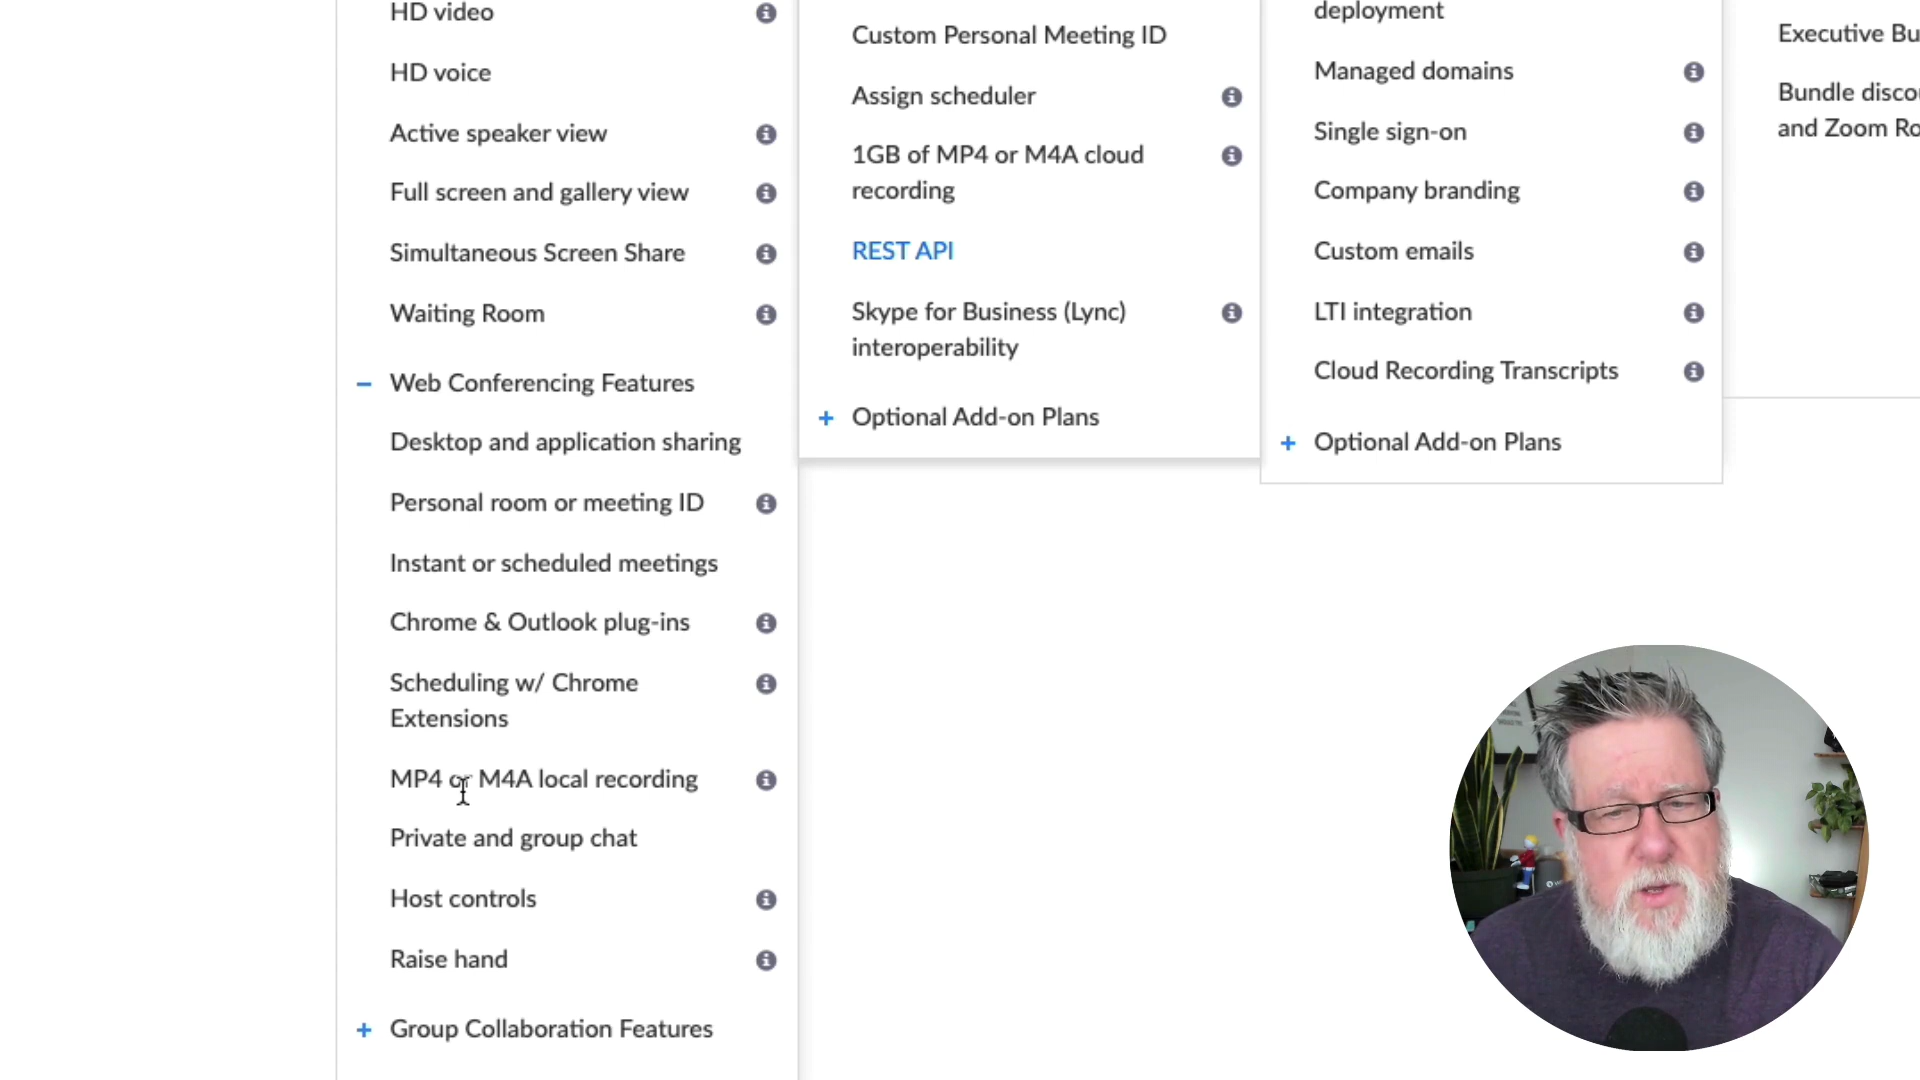 HD video
HD voice
Active speaker view
Full screen and gallery view
Simultaneous Screen Share
Waiting Room
− Web Conferencing Features
Desktop and application sharing
Personal room or meeting ID
Instant or scheduled meetings
Chrome & Outlook plug-ins
Scheduling w/ Chrome
Extensions
MP4 or M4A local recording
Private and group chat
Host controls
Raise hand
+ Group Collaboration Features
Custom Personal Meeting ID
Assign scheduler
1GB of MP4 or M4A cloud
recording
REST API
Skype for Business (Lync)
interoperability
+ Optional Add-on Plans
deployment
Managed domains
Single sign-on
Company branding
Custom emails
LTI integration
Cloud Recording Transcripts
+ Optional Add-on Plans
Executive Bu
Bundle disco
and Zoom Ro